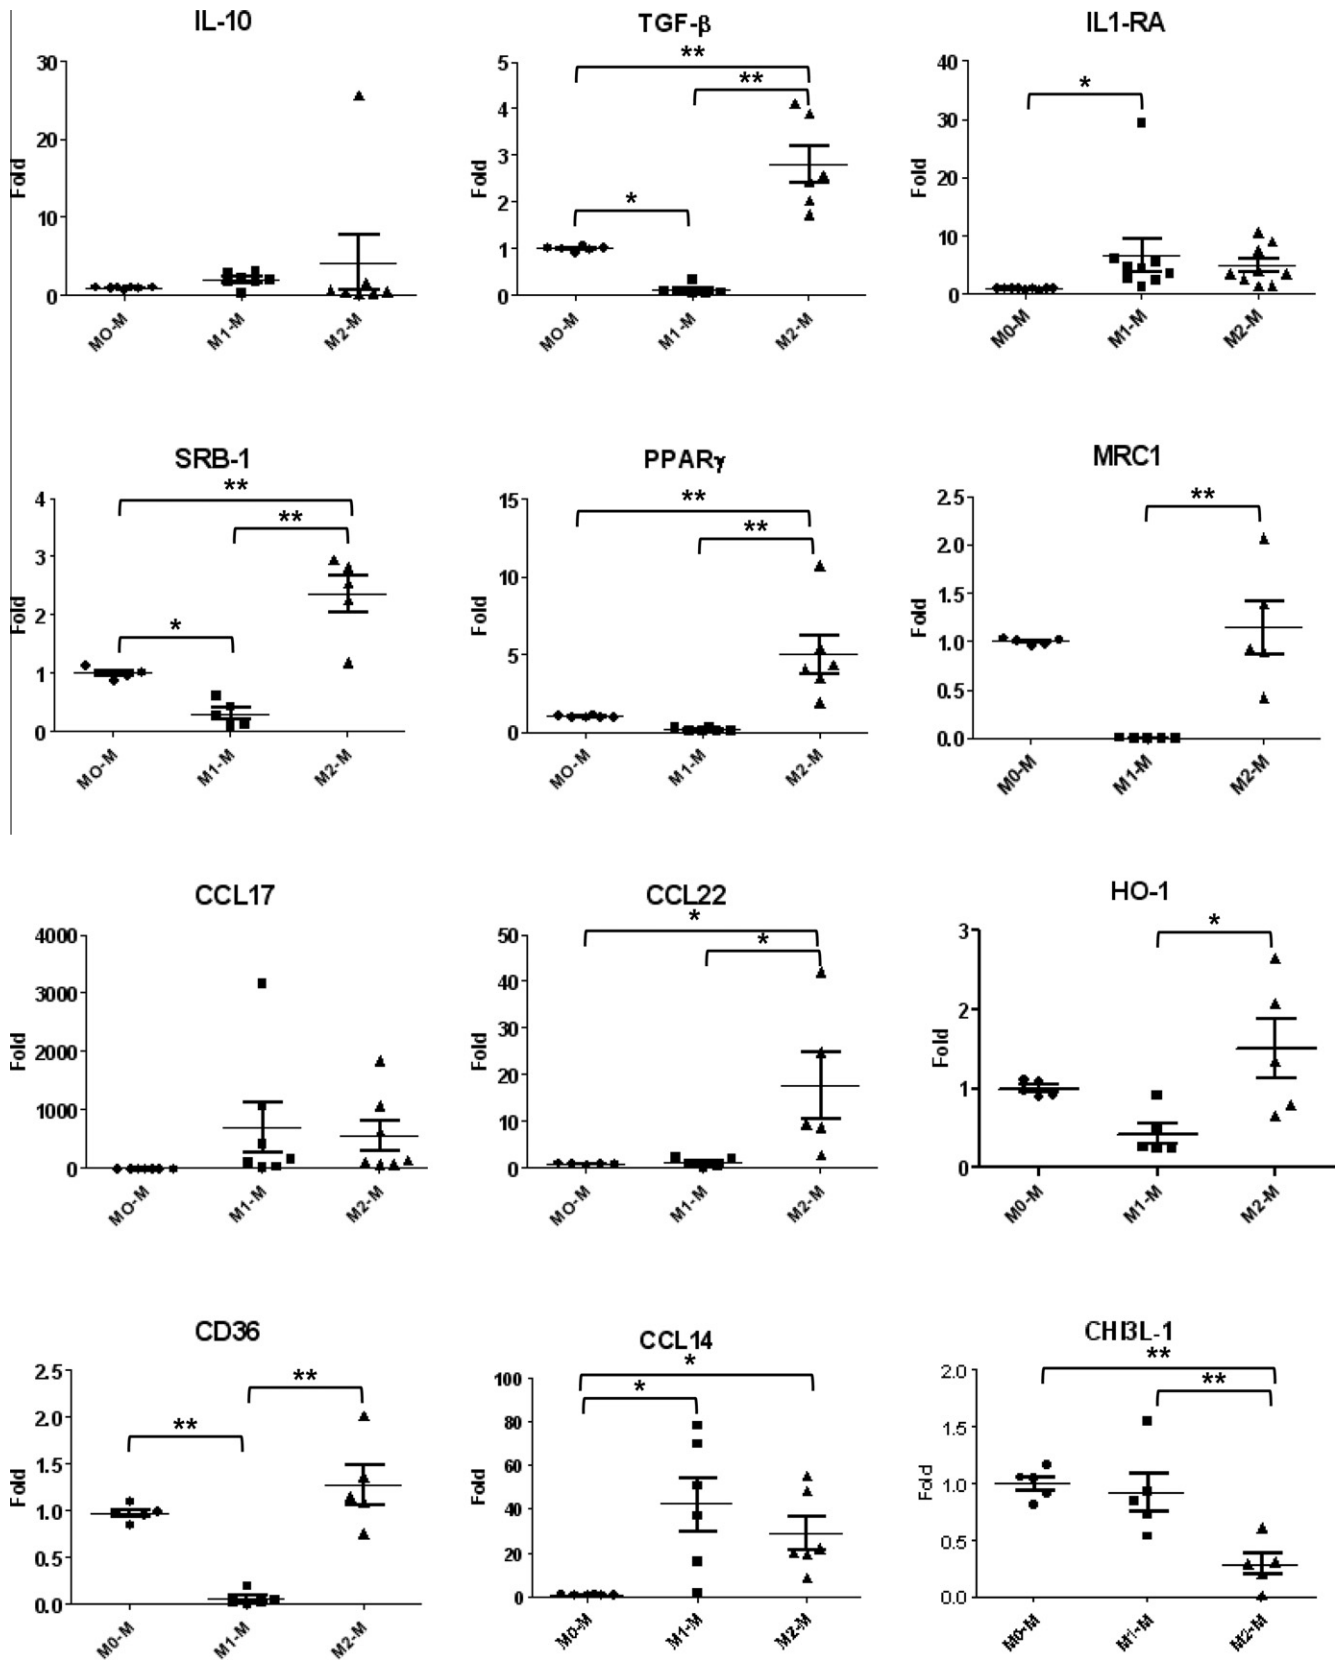 IL-10
30
20
10
0
Fold
MO-M
M1-M
M2-M
TGF-β
5
4
3
2
1
0
Fold
**
**
*
MO-M
M1-M
M2-M
IL1-RA
40
30
20
10
0
Fold
*
M0-M
M1-M
M2-M
SRB-1
4
3
2
1
0
Fold
**
**
*
MO-M
M1-M
M2-M
PPARγ
15
10
5
0
Fold
**
**
MO-M
M1-M
M2-M
MRC1
2.5
2.0
1.5
1.0
0.5
0.0
Fold
**
M0-M
M1-M
M2-M
CCL17
4000
3000
2000
1000
0
Fold
MO-M
M1-M
M2-M
CCL22
50
40
30
20
10
0
Fold
*
*
MO-M
M1-M
M2-M
HO-1
3
2
1
0
Fold
*
M0-M
M1-M
M2-M
CD36
2.5
2.0
1.5
1.0
0.5
0.0
Fold
**
**
M0-M
M1-M
M2-M
CCL14
100
80
60
40
20
0
Fold
*
*
M0-M
M1-M
M2-M
CHI3L-1
2.0
1.5
1.0
0.5
0.0
Fold
**
**
M0-M
M1-M
M2-M